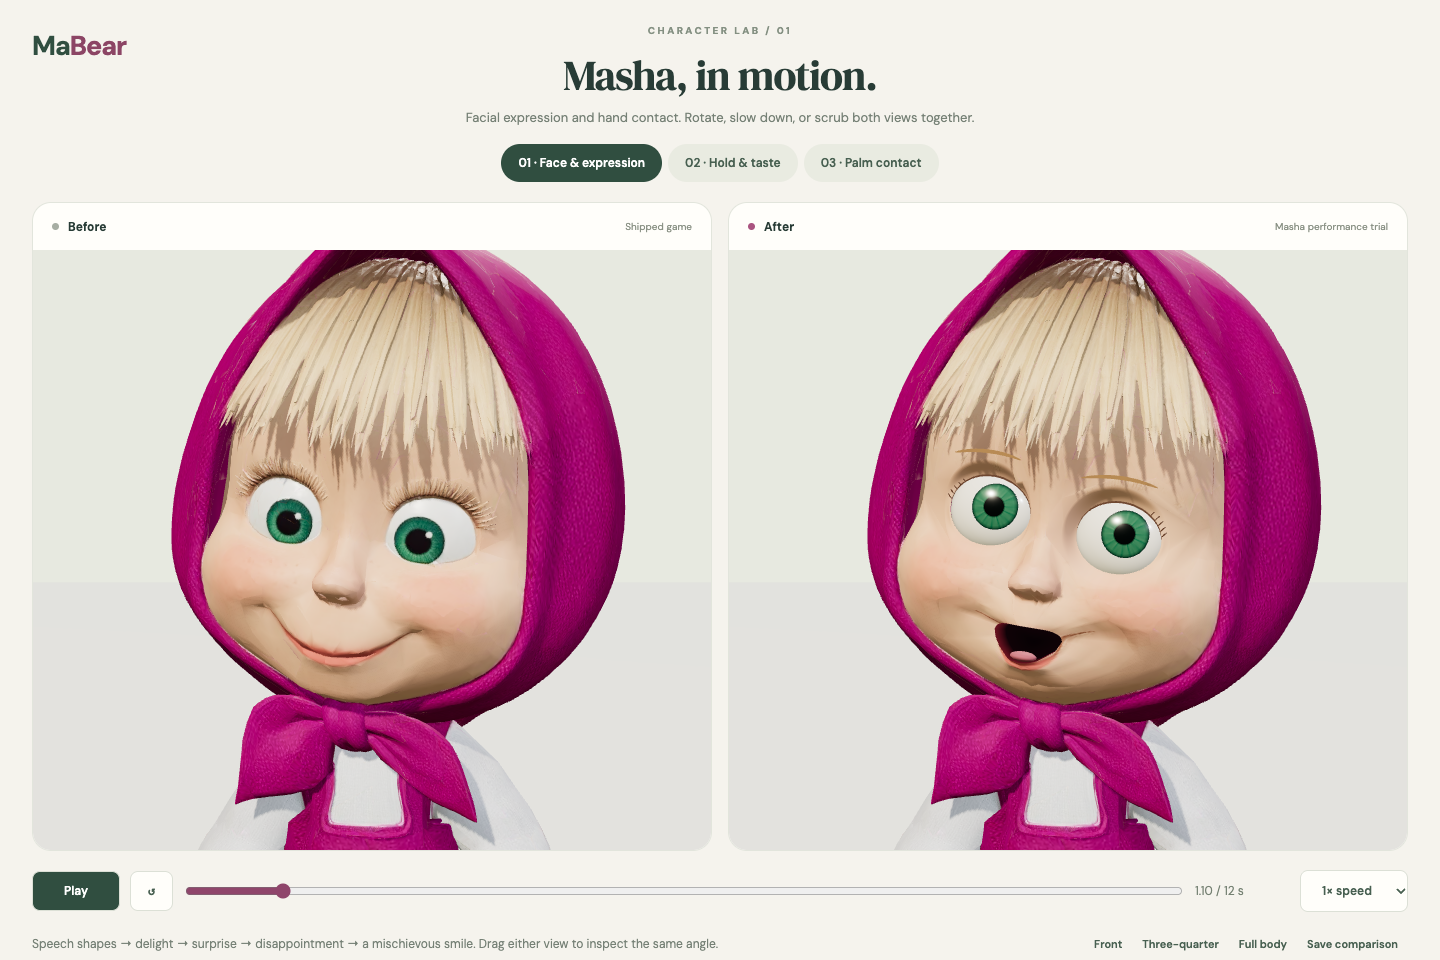 MaBear
CHARACTER LAB / 01
Masha, in motion.
Facial expression and hand contact. Rotate, slow down, or scrub both views together.
01 · Face & expression
02 · Hold & taste
03 · Palm contact
Before
Shipped game
After
Masha performance trial
Play
↺
1.10 / 12 s
1× speed
Speech shapes → delight → surprise → disappointment → a mischievous smile. Drag either view to inspect the same angle.
Front
Three-quarter
Full body
Save comparison